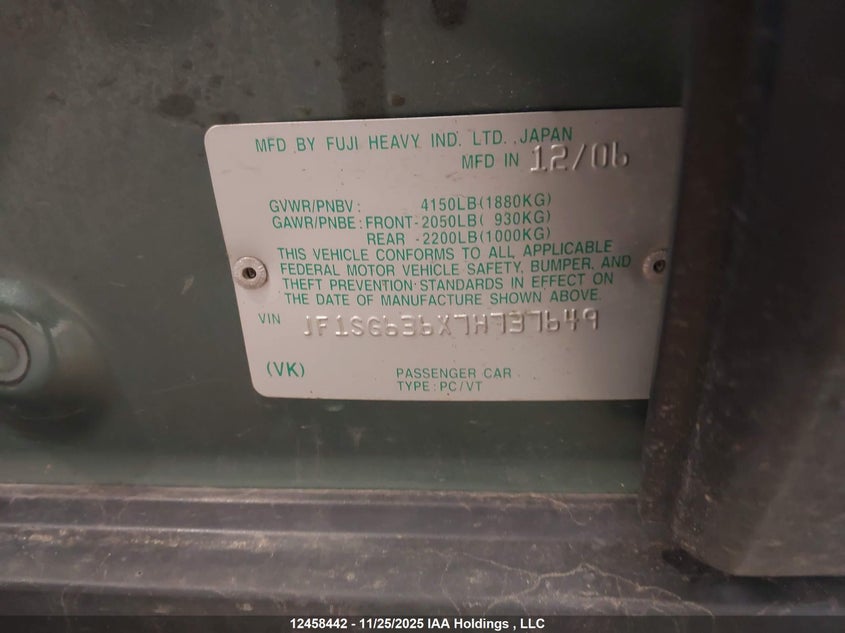 MFD BY FUJI HEAVY IND. LTD. ,JAPAN
MFD IN 12/06
GVWR/PNBV : 4150LB(1880KG)
GAWR/PNBE : FRONT-2050LB( 930KG)
REAR -2200LB(1000KG)
THIS VEHICLE CONFORMS TO ALL APPLICABLE
FEDERAL MOTOR VEHICLE SAFETY, BUMPER, AND
THEFT PREVENTION STANDARDS IN EFFECT ON
THE DATE OF MANUFACTURE SHOWN ABOVE.
VIN JF1SG636X7H737649
(VK) PASSENGER CAR
TYPE : PC/VT
12458442 - 11/25/2025 IAA Holdings , LLC